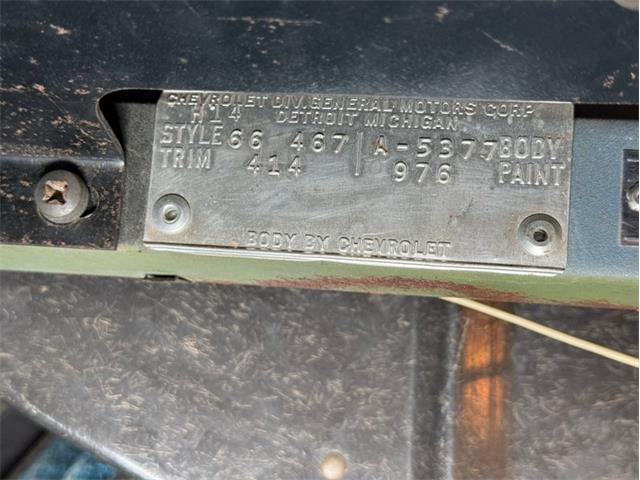 CHEVROLET DIV. GENERAL MOTORS CORP
H14 DETROIT MICHIGAN
STYLE 66 467 A-5377 BODY
TRIM 414 976 PAINT
BODY BY CHEVROLET